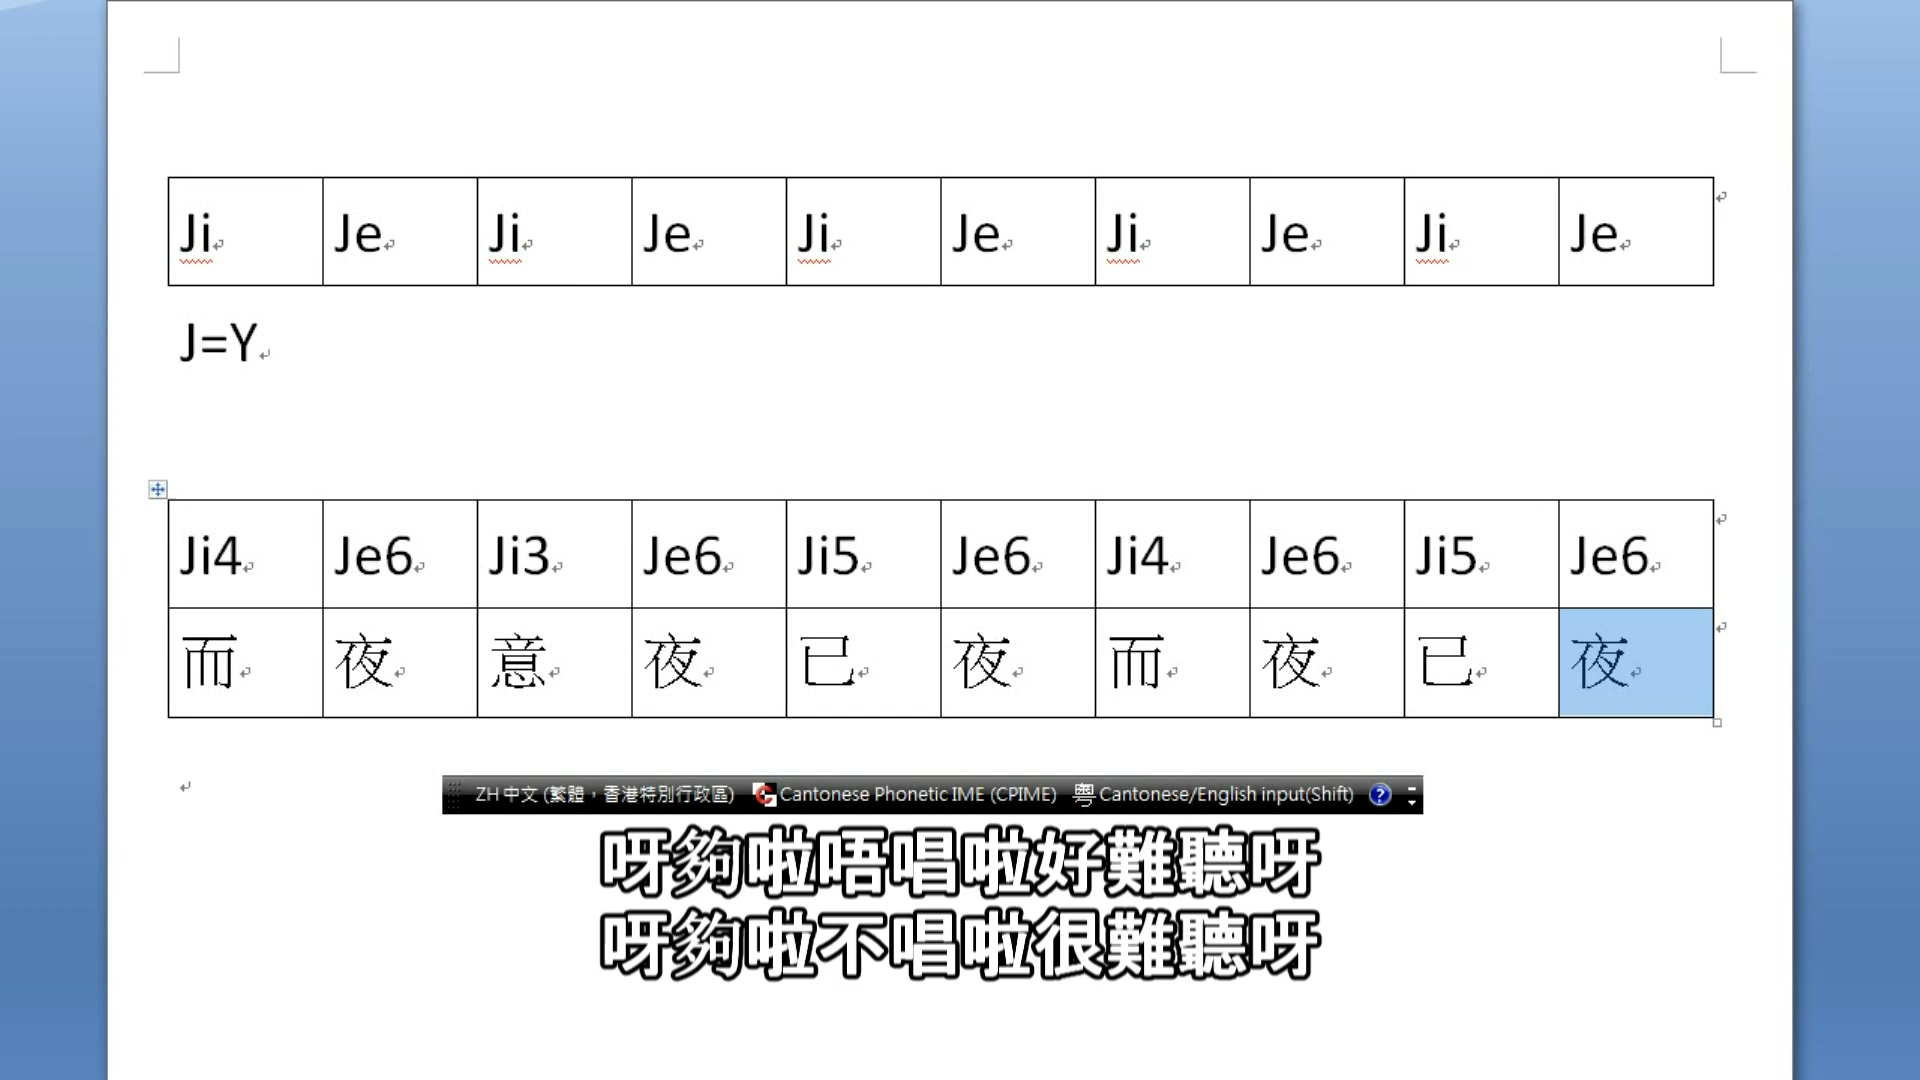 Ji Je Ji Je Ji Je Ji Je Ji Je
J=Y
Ji4 Je6 Ji3 Je6 Ji5 Je6 Ji4 Je6 Ji5 Je6
而 夜 意 夜 已 夜 而 夜 已 夜
ZH 中文 (繁體，香港特別行政區) Cantonese Phonetic IME (CPIME) 粵 Cantonese/English input(Shift) ?
呀夠啦唔唱啦好難聽呀
呀夠啦不唱啦很難聽呀